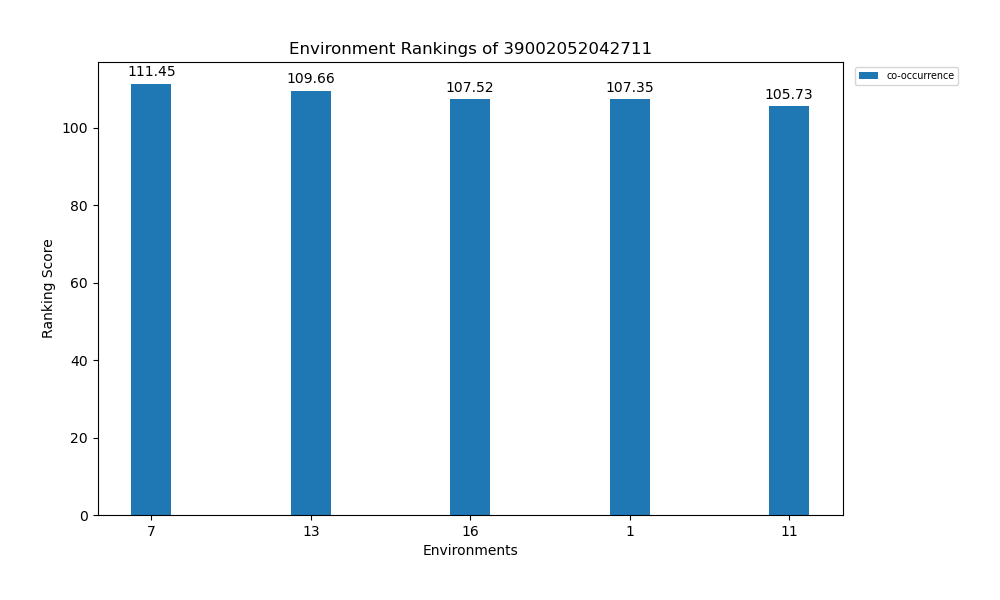 Environment Rankings of 39002052042711
co-occurrence
111.45
109.66
107.52
107.35
105.73
Ranking Score
100
80
60
40
20
0
7 13 16 1 11
Environments